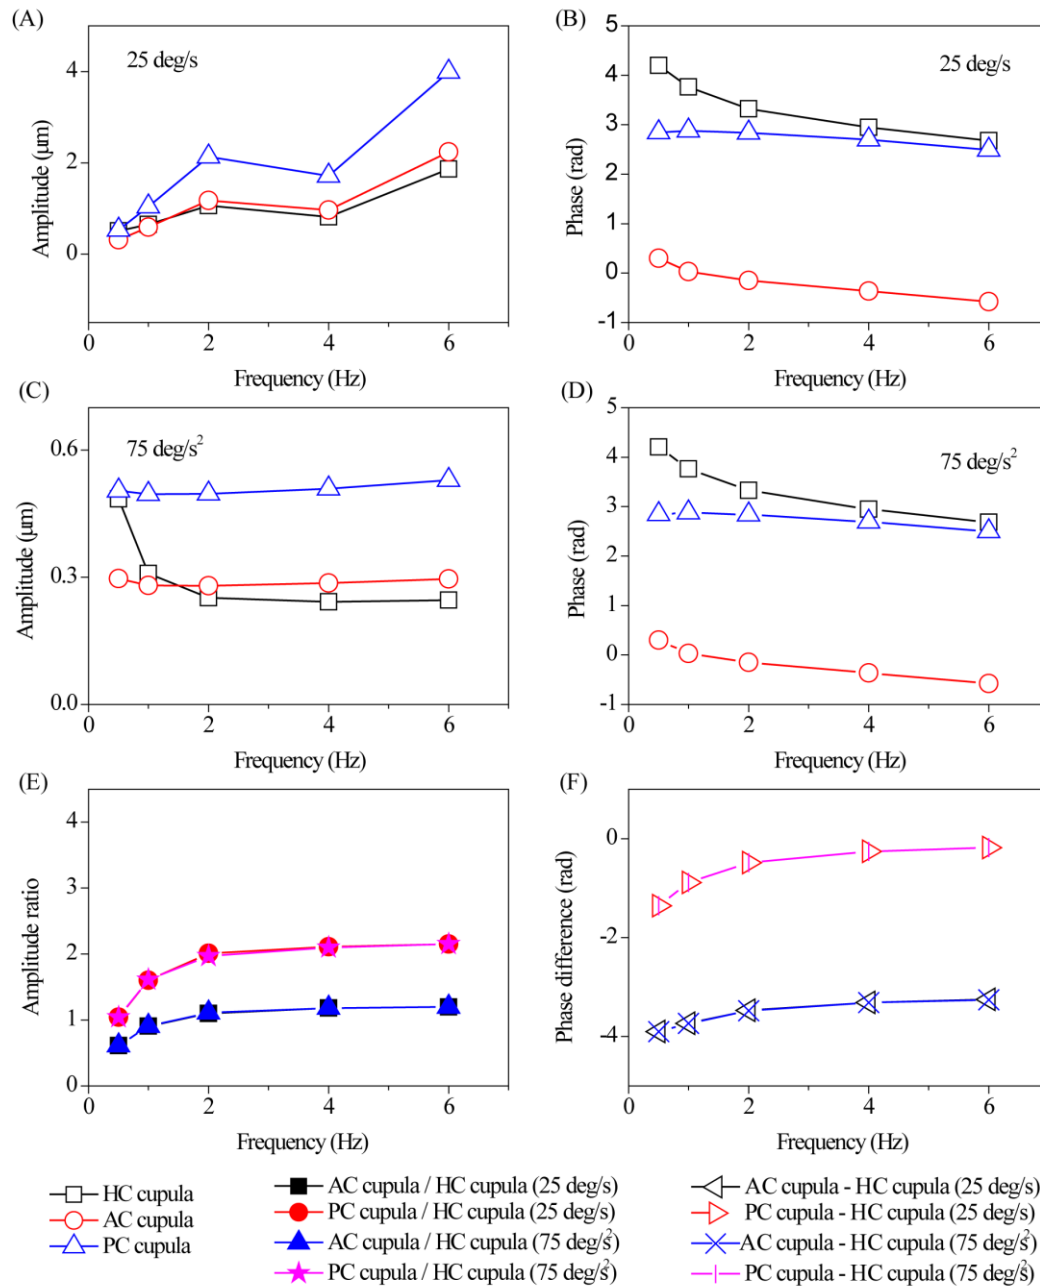 (A)
25 deg/s
Amplitude (μm)
4
2
0
0 2 4 6
Frequency (Hz)
(B)
25 deg/s
Phase (rad)
5
4
3
2
1
0
-1
0 2 4 6
Frequency (Hz)
(C)
75 deg/s²
Amplitude (μm)
0.6
0.3
0.0
0 2 4 6
Frequency (Hz)
(D)
75 deg/s²
Phase (rad)
5
4
3
2
1
0
-1
0 2 4 6
Frequency (Hz)
(E)
Amplitude ratio
4
3
2
1
0
0 2 4 6
Frequency (Hz)
(F)
Phase difference (rad)
0
-2
-4
0 2 4 6
Frequency (Hz)
HC cupula
AC cupula
PC cupula
AC cupula / HC cupula (25 deg/s)
PC cupula / HC cupula (25 deg/s)
AC cupula / HC cupula (75 deg/s²)
PC cupula / HC cupula (75 deg/s²)
AC cupula - HC cupula (25 deg/s)
PC cupula - HC cupula (25 deg/s)
AC cupula - HC cupula (75 deg/s²)
PC cupula - HC cupula (75 deg/s²)